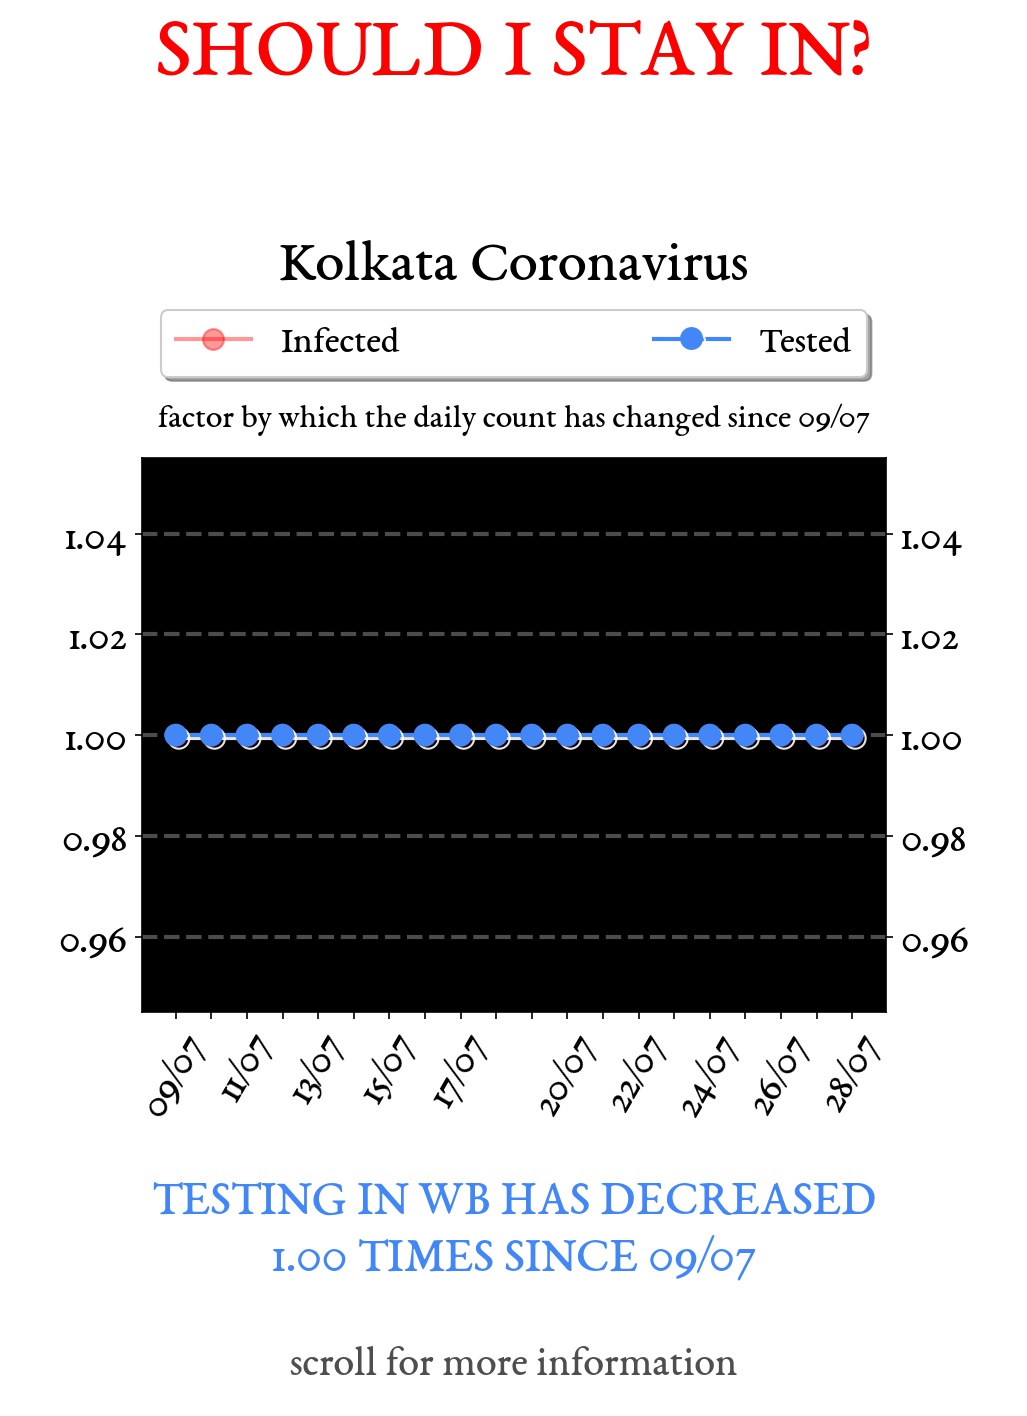 SHOULD I STAY IN?
Kolkata Coronavirus
Infected Tested
factor by which the daily count has changed since 09/07
1.04 1.04
1.02 1.02
1.00 1.00
0.98 0.98
0.96 0.96
09/07 11/07 13/07 15/07 17/07 20/07 22/07 24/07 26/07 28/07
TESTING IN WB HAS DECREASED
1.00 TIMES SINCE 09/07
scroll for more information